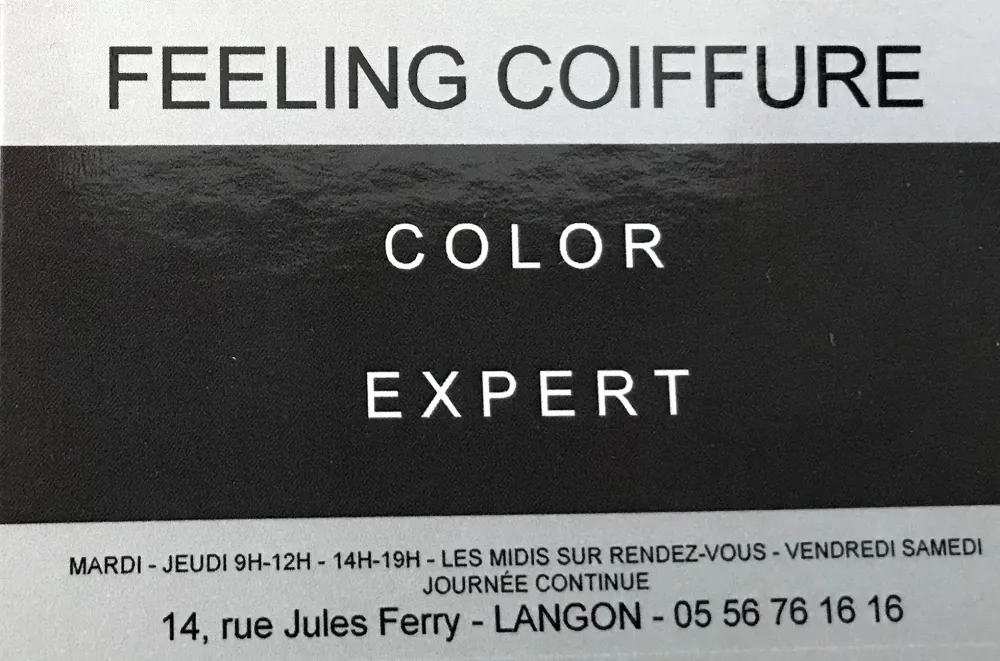 FEELING COIFFURE
COLOR
EXPERT
MARDI - JEUDI 9H-12H - 14H-19H - LES MIDIS SUR RENDEZ-VOUS - VENDREDI SAMEDI
JOURNÉE CONTINUE
14, rue Jules Ferry - LANGON - 05 56 76 16 16